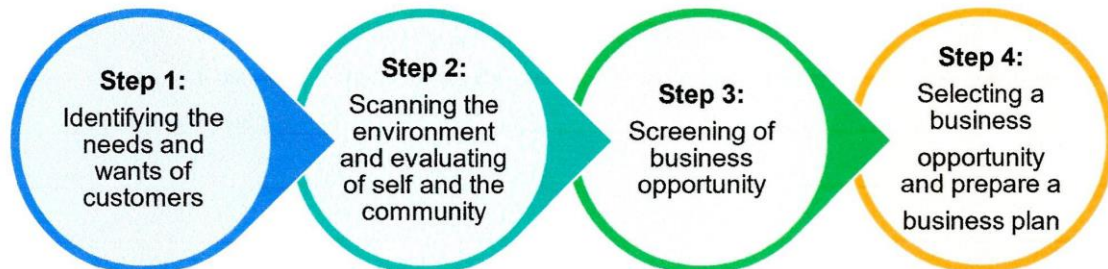 Step 1:
Identifying the
needs and
wants of
customers
Step 2:
Scanning the
environment
and evaluating
of self and the
community
Step 3:
Screening of
business
opportunity
Step 4:
Selecting a
business
opportunity
and prepare a
business plan